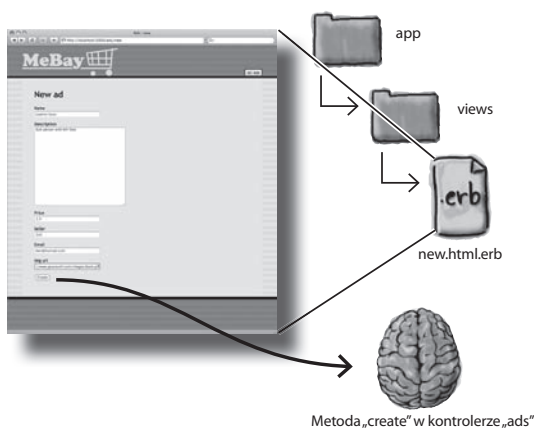 MeBay
New ad
Name
Description
Price
Seller
Email
Img url
Create
app
views
.erb
new.html.erb
Metoda „create” w kontrolerze „ads”